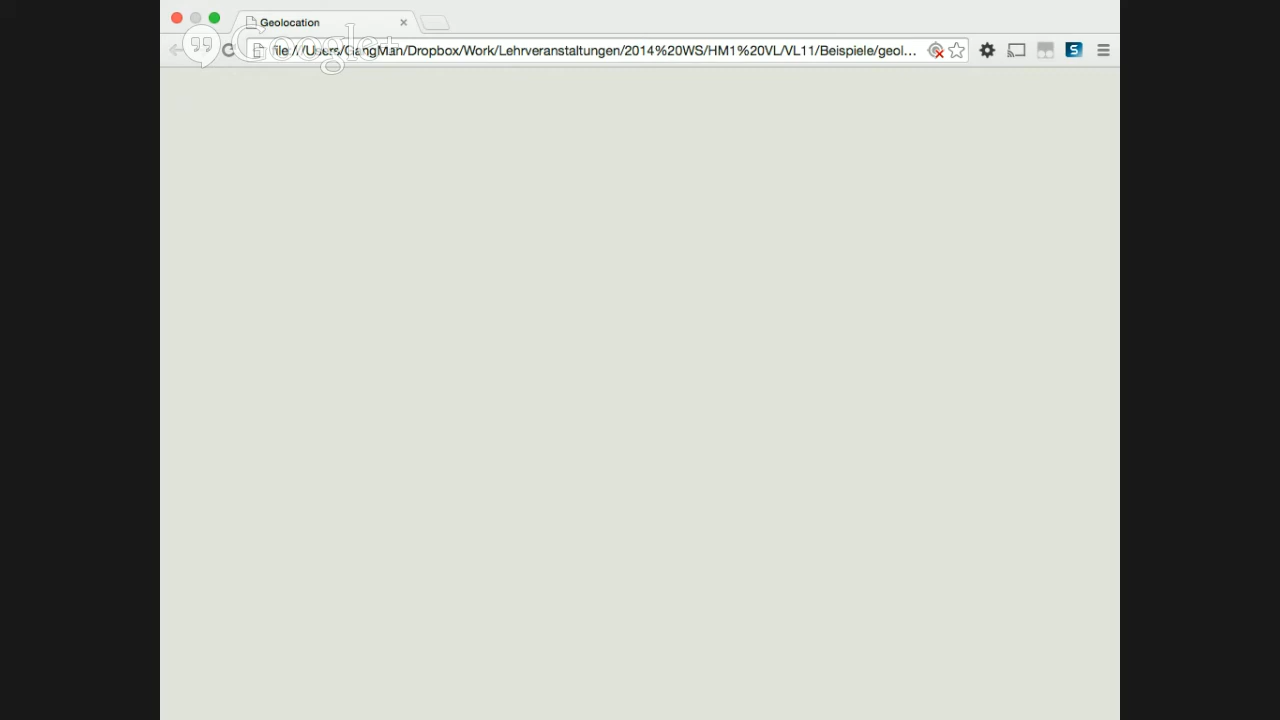 Geolocation
Google+
file:///Users/GangMan/Dropbox/Work/Lehrveranstaltungen/2014%20WS/HM1%20VL/VL11/Beispiele/geol...
S